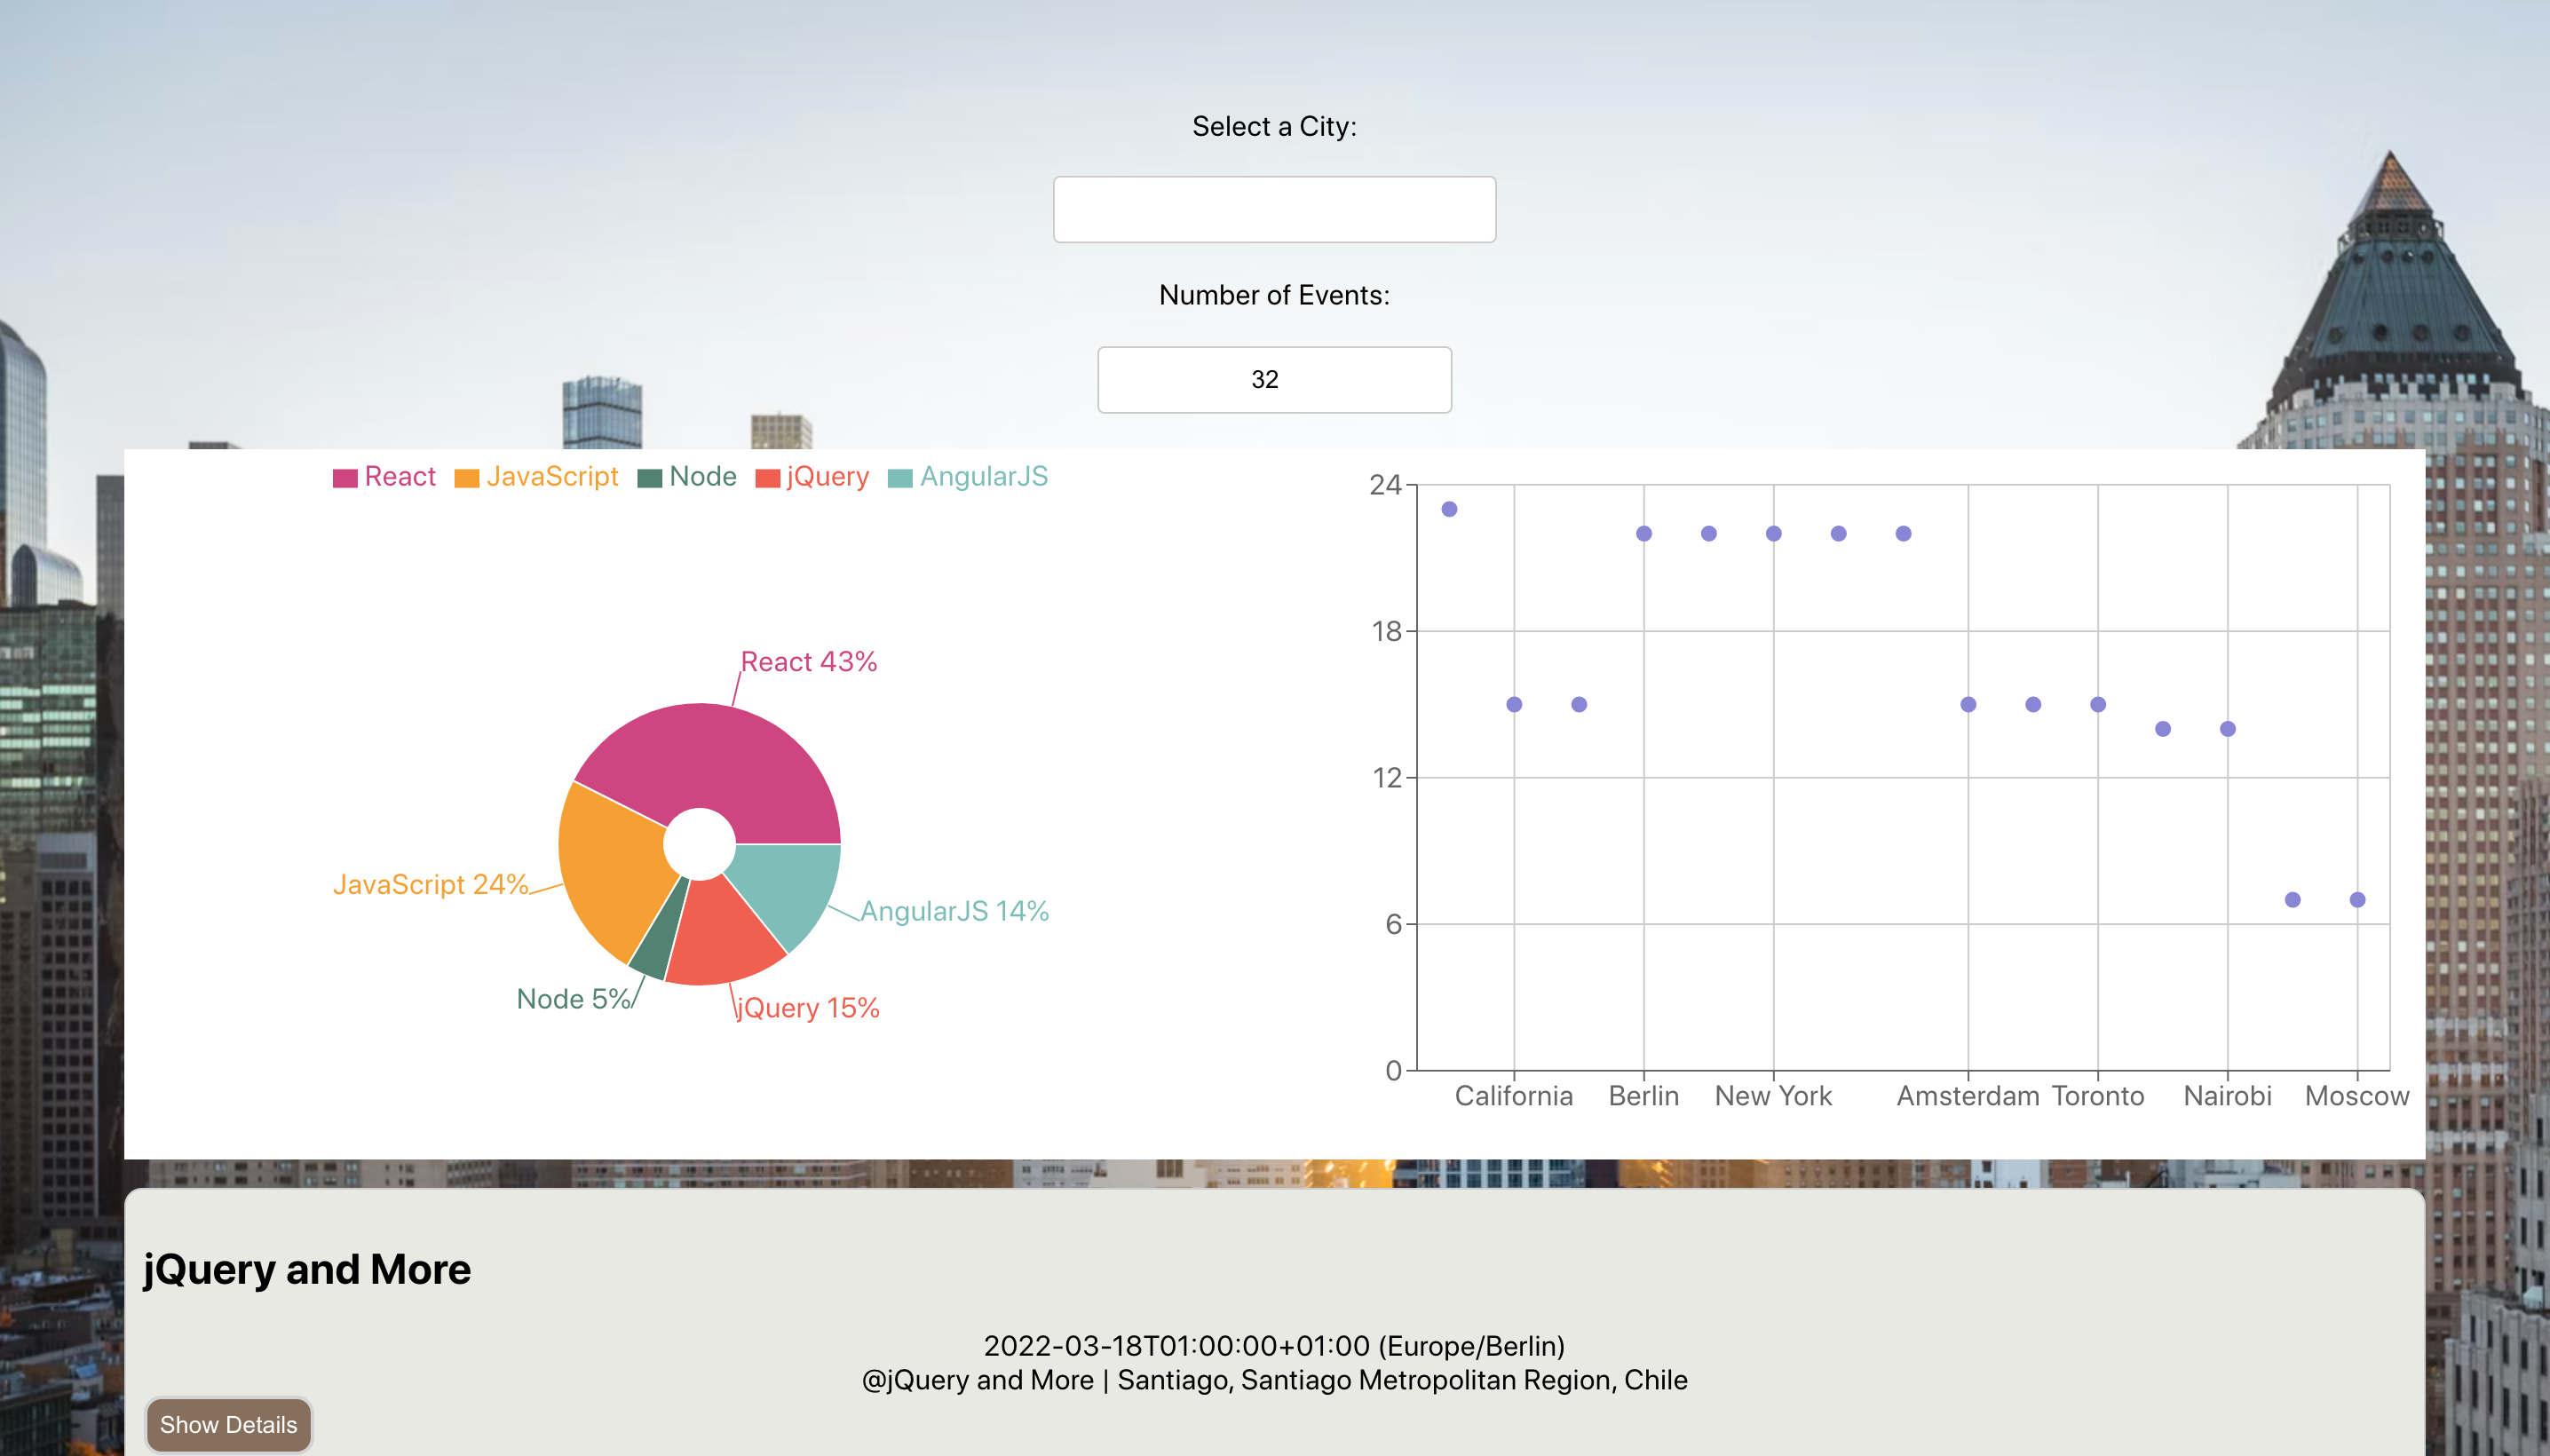 Select a City:
Number of Events:
32
React JavaScript Node jQuery AngularJS
React 43%
JavaScript 24%
AngularJS 14%
Node 5%
jQuery 15%
24
18
12
6
0
California Berlin New York Amsterdam Toronto Nairobi Moscow
jQuery and More
2022-03-18T01:00:00+01:00 (Europe/Berlin)
@jQuery and More | Santiago, Santiago Metropolitan Region, Chile
Show Details